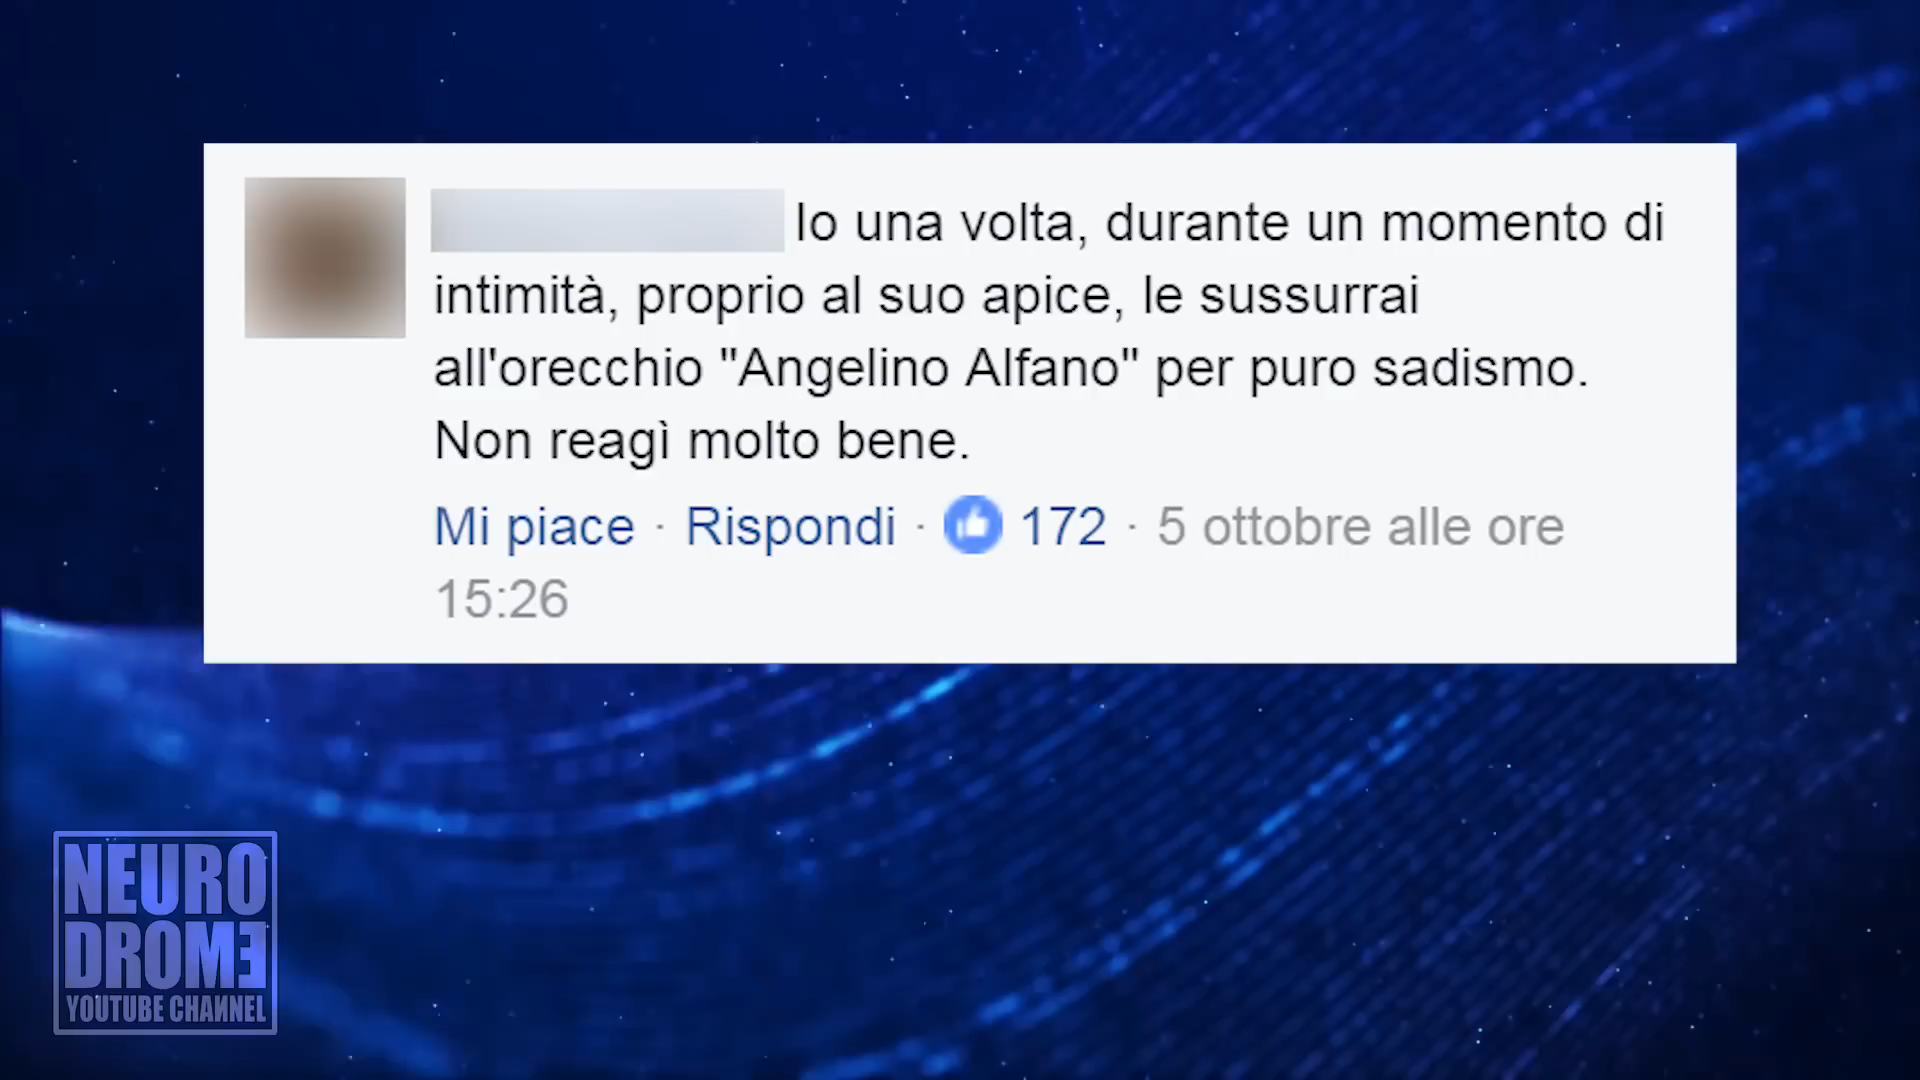 Io una volta, durante un momento di
intimità, proprio al suo apice, le sussurrai
all'orecchio "Angelino Alfano" per puro sadismo.
Non reagì molto bene.
Mi piace · Rispondi · 172 · 5 ottobre alle ore
15:26
NEURO
DROME
YOUTUBE CHANNEL